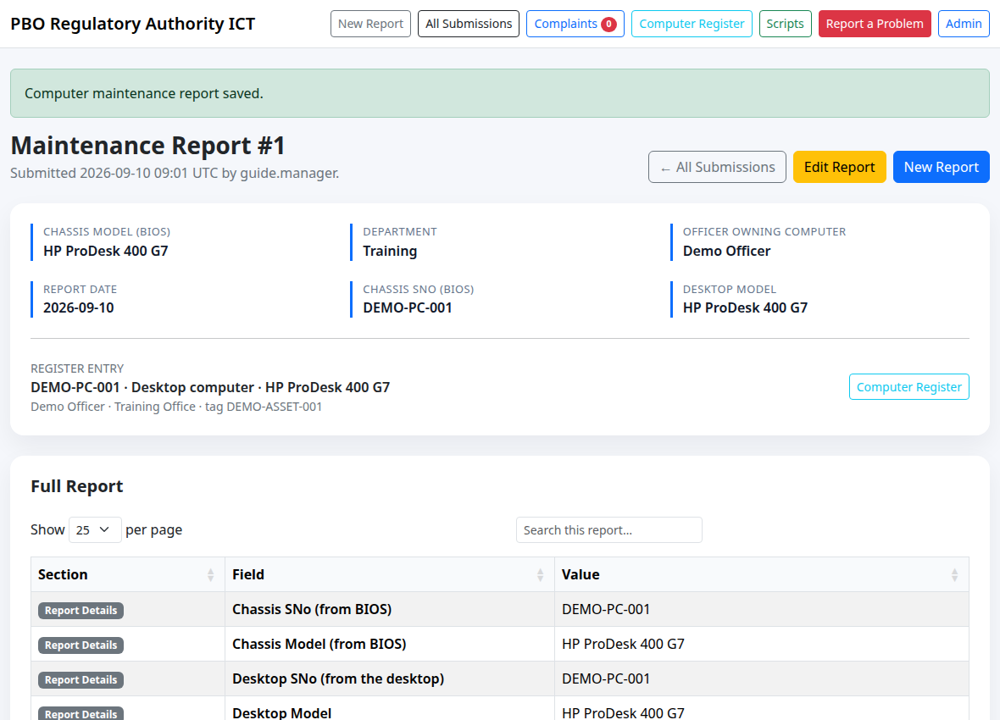 PBO Regulatory Authority ICT
New Report
All Submissions
Complaints 0
Computer Register
Scripts
Report a Problem
Admin
Computer maintenance report saved.
Maintenance Report #1
Submitted 2026-09-10 09:01 UTC by guide.manager.
← All Submissions
Edit Report
New Report
CHASSIS MODEL (BIOS)
HP ProDesk 400 G7
DEPARTMENT
Training
OFFICER OWNING COMPUTER
Demo Officer
REPORT DATE
2026-09-10
CHASSIS SNO (BIOS)
DEMO-PC-001
DESKTOP MODEL
HP ProDesk 400 G7
REGISTER ENTRY
DEMO-PC-001 · Desktop computer · HP ProDesk 400 G7
Demo Officer · Training Office · tag DEMO-ASSET-001
Computer Register
Full Report
Show 25 per page
Search this report...
Section Field Value
Report Details Chassis SNo (from BIOS) DEMO-PC-001
Report Details Chassis Model (from BIOS) HP ProDesk 400 G7
Report Details Desktop SNo (from the desktop) DEMO-PC-001
Report Details Desktop Model HP ProDesk 400 G7